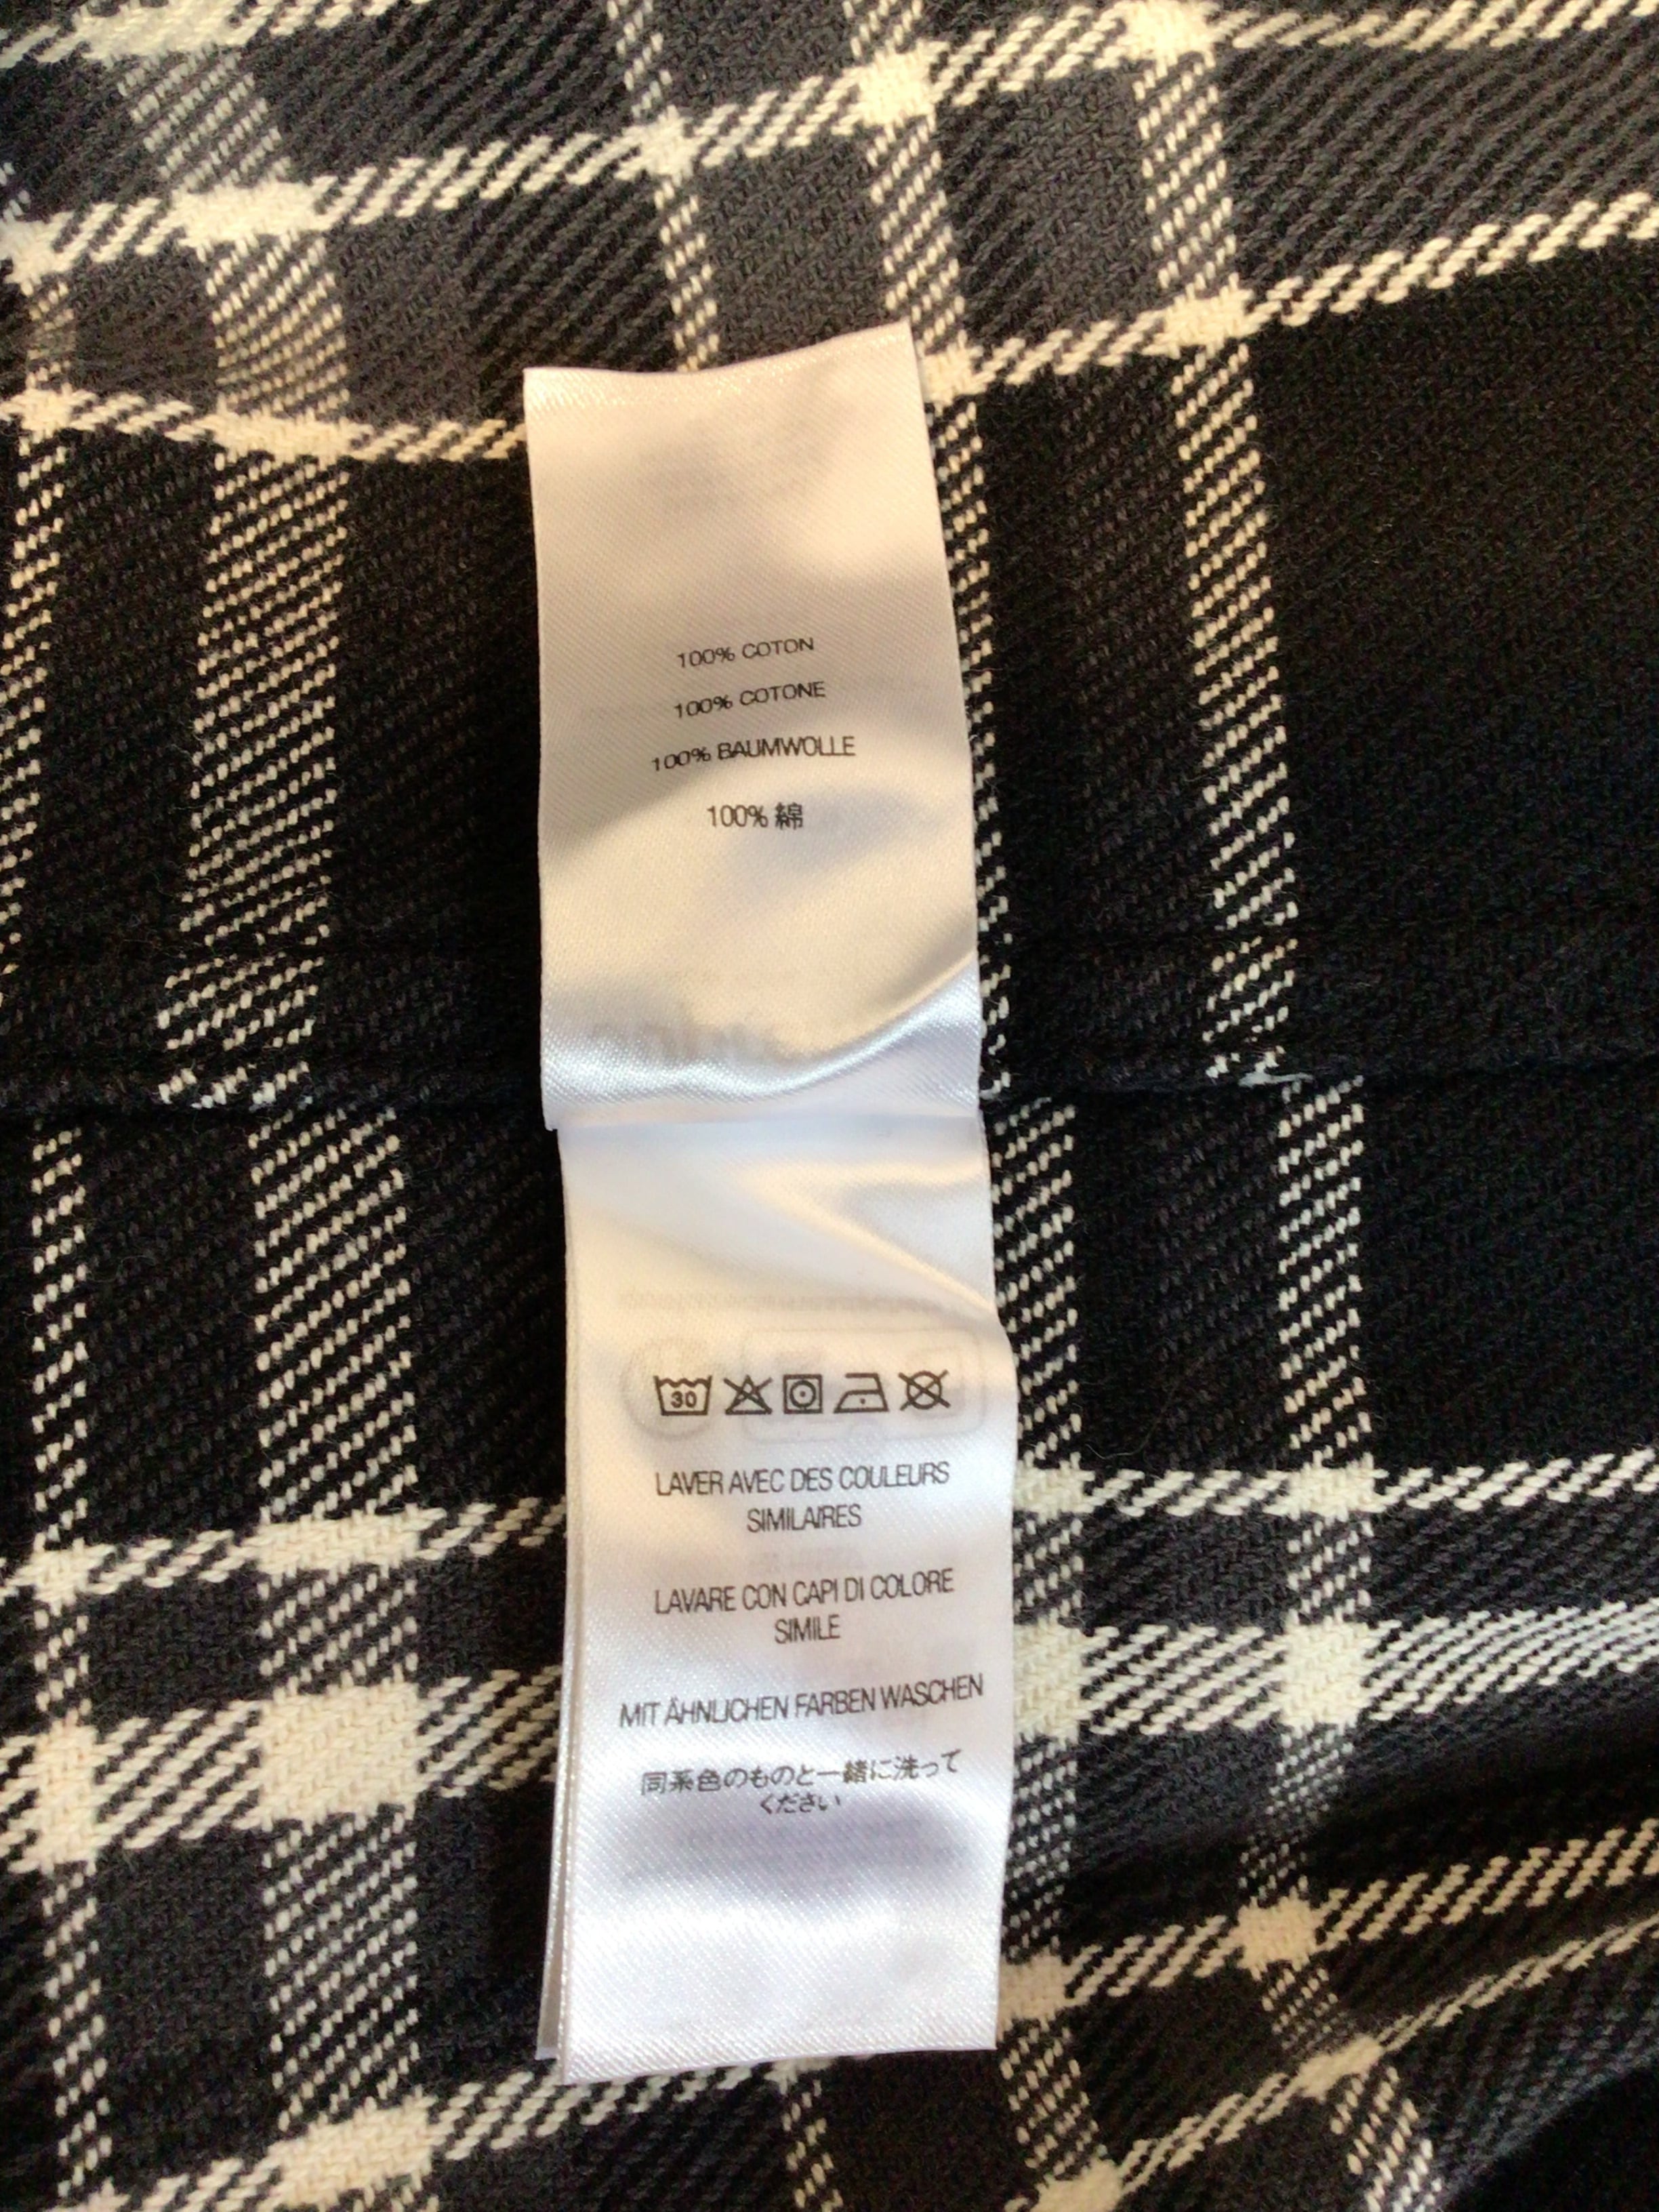 100% COTON
100% COTONE
100% BAUMWOLLE
100% 綿
30
LAVER AVEC DES COULEURS
SIMILAIRES
LAVARE CON CAPI DI COLORE
SIMILE
MIT ÄHNLICHEN FARBEN WASCHEN
同系色のものと一緒に洗って
ください